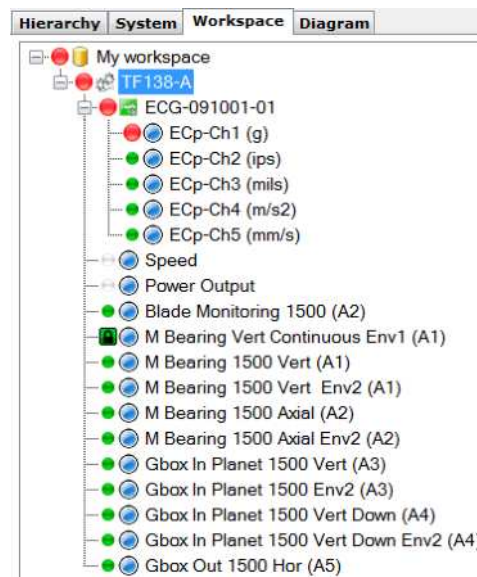 Hierarchy System Workspace Diagram
My workspace
TF138-A
ECG-091001-01
ECp-Ch1 (g)
ECp-Ch2 (ips)
ECp-Ch3 (mils)
ECp-Ch4 (m/s2)
ECp-Ch5 (mm/s)
Speed
Power Output
Blade Monitoring 1500 (A2)
M Bearing Vert Continuous Env1 (A1)
M Bearing 1500 Vert (A1)
M Bearing 1500 Vert Env2 (A1)
M Bearing 1500 Axial (A2)
M Bearing 1500 Axial Env2 (A2)
Gbox In Planet 1500 Vert (A3)
Gbox In Planet 1500 Env2 (A3)
Gbox In Planet 1500 Vert Down (A4)
Gbox In Planet 1500 Vert Down Env2 (A4)
Gbox Out 1500 Hor (A5)